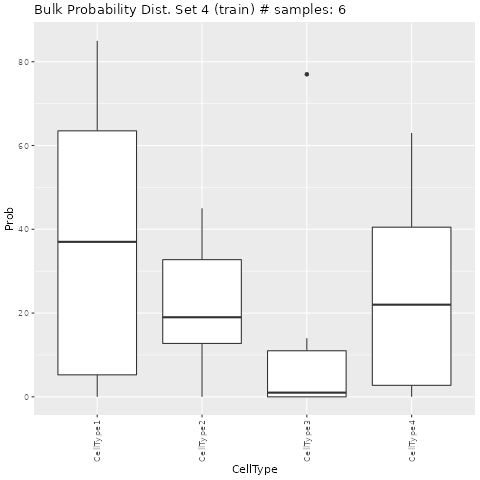 Bulk Probability Dist. Set 4 (train) # samples: 6
Prob
80
60
40
20
0
CellType1
CellType2
CellType3
CellType4
CellType